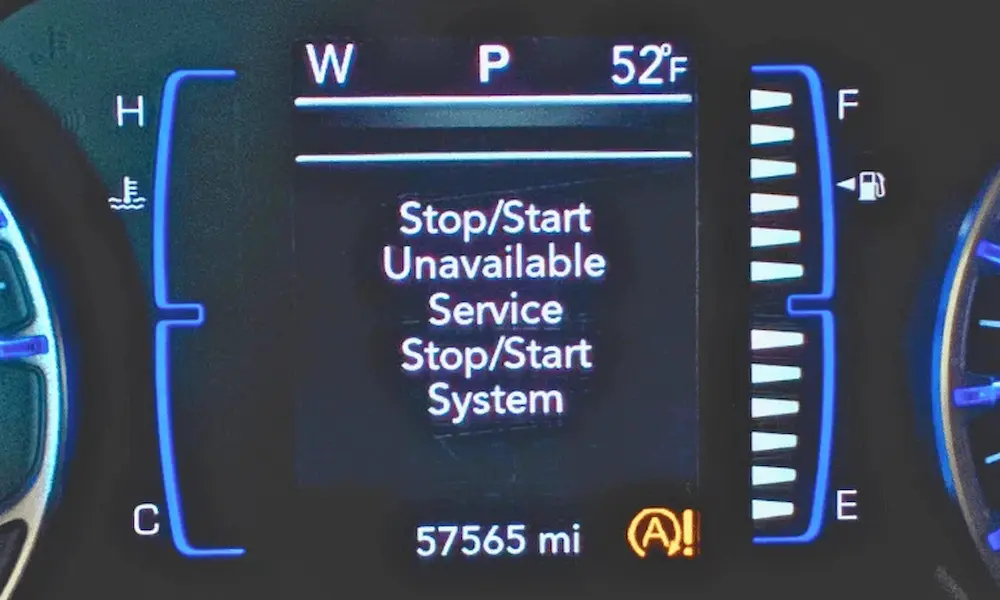 W P 52°F
H
F
Stop/Start
Unavailable
Service
Stop/Start
System
C
E
57565 mi
A!